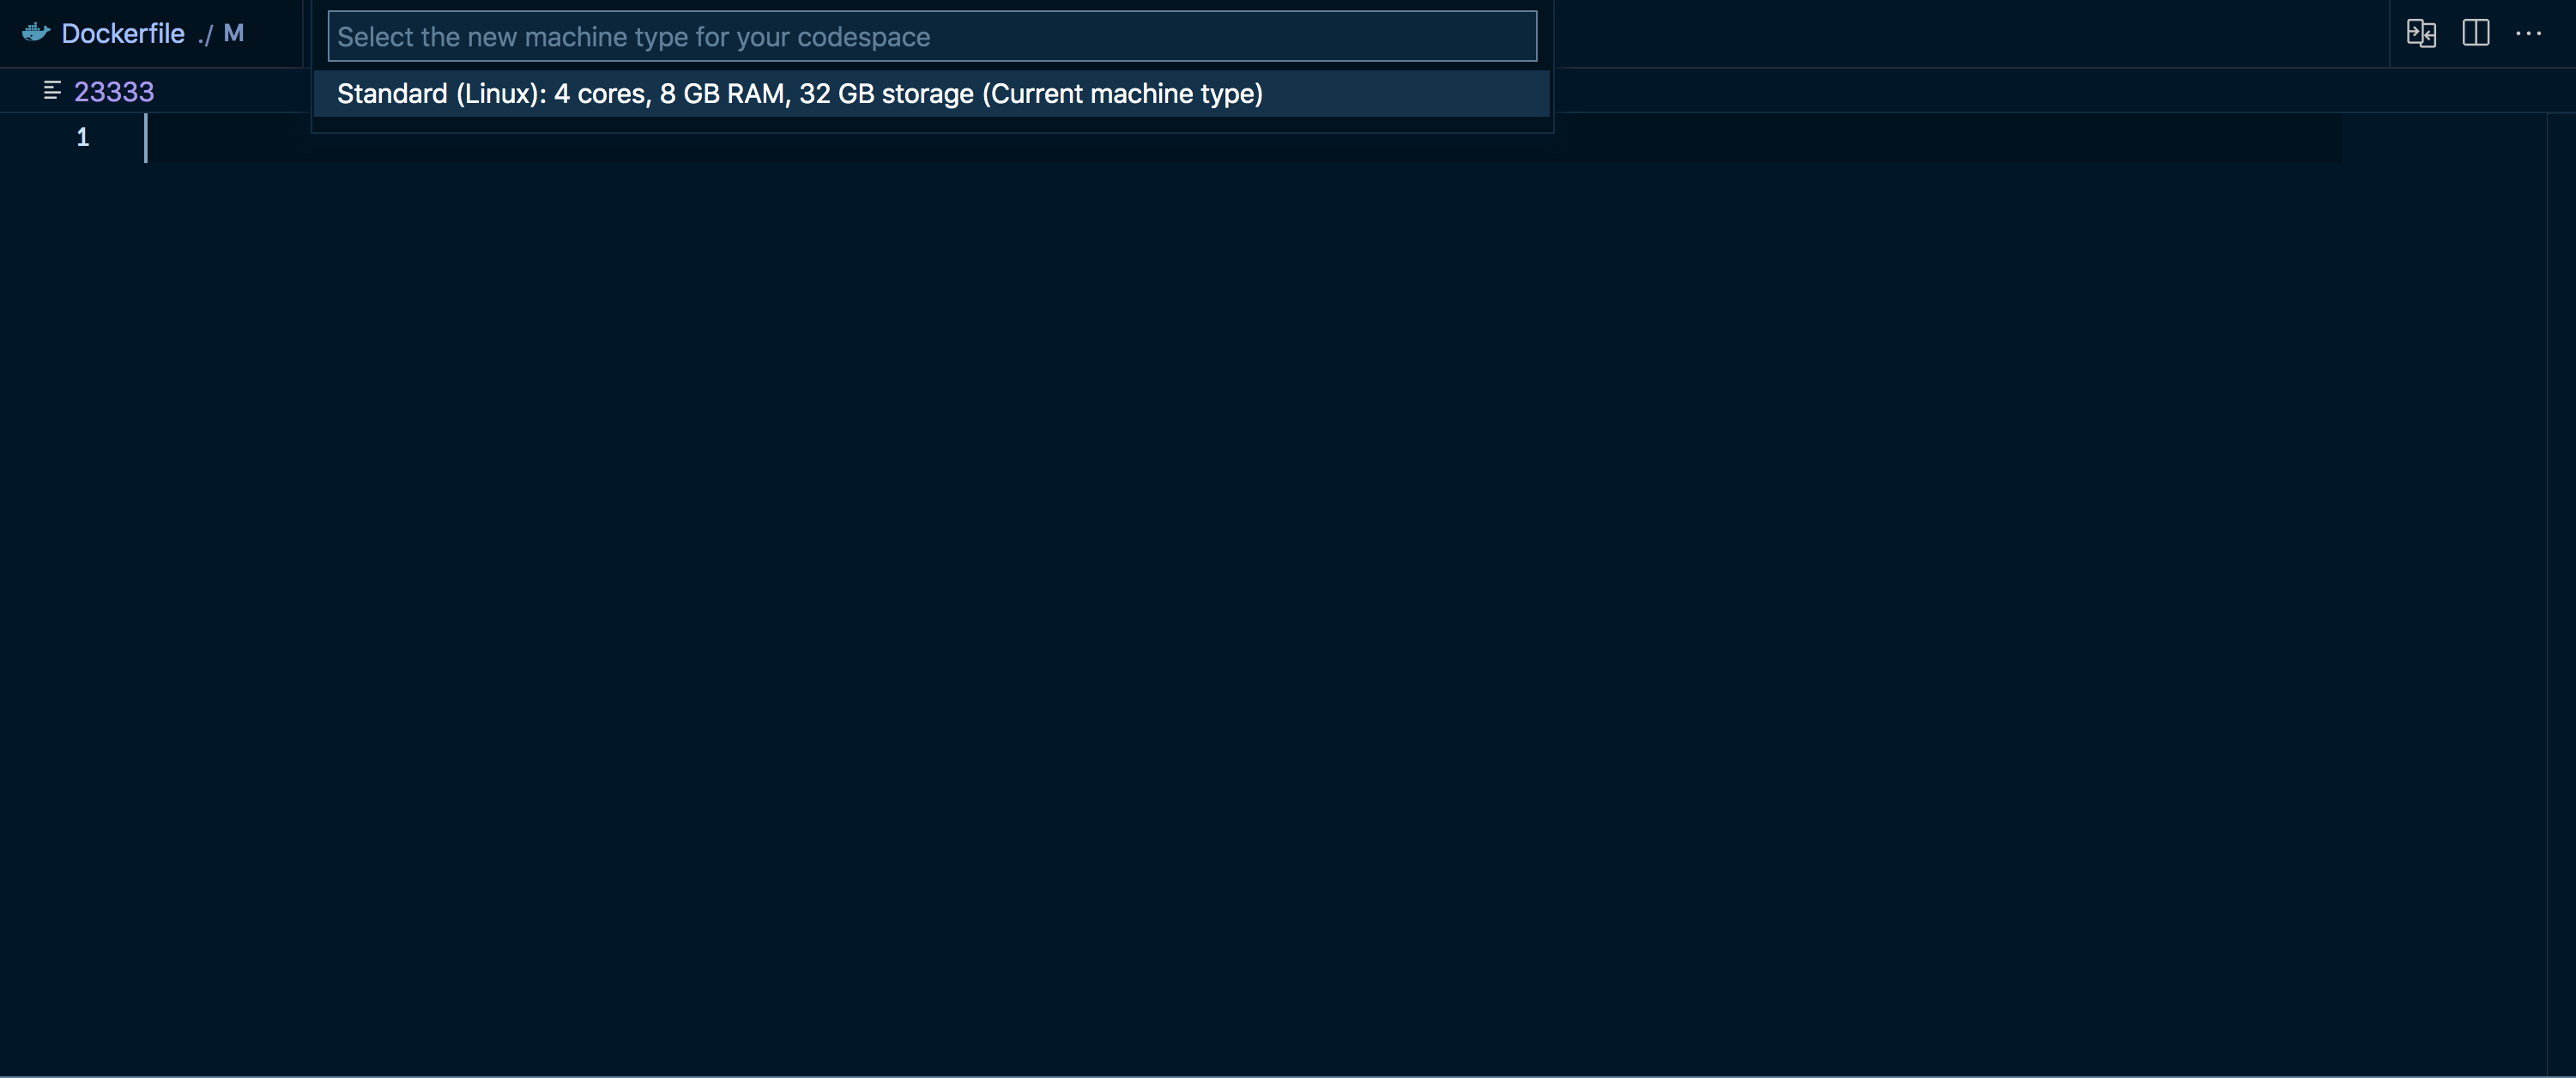 Dockerfile ./ M
Select the new machine type for your codespace
Standard (Linux): 4 cores, 8 GB RAM, 32 GB storage (Current machine type)
23333
1